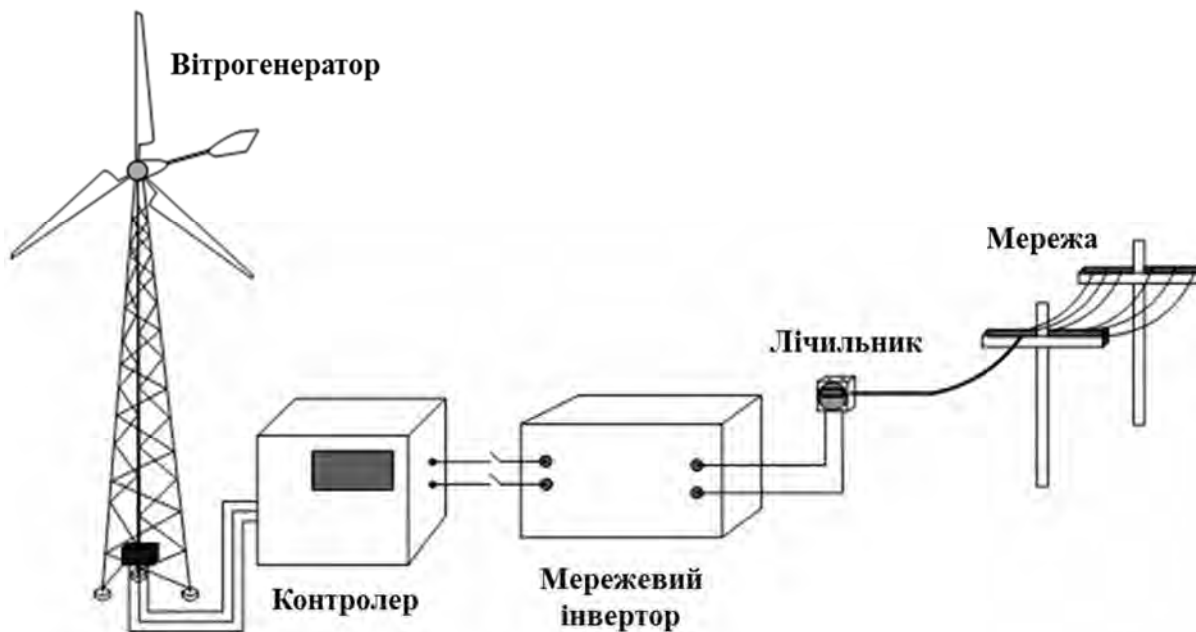 Вітрогенератор
Мережа
Лічильник
Контролер
Мережевий
інвертор